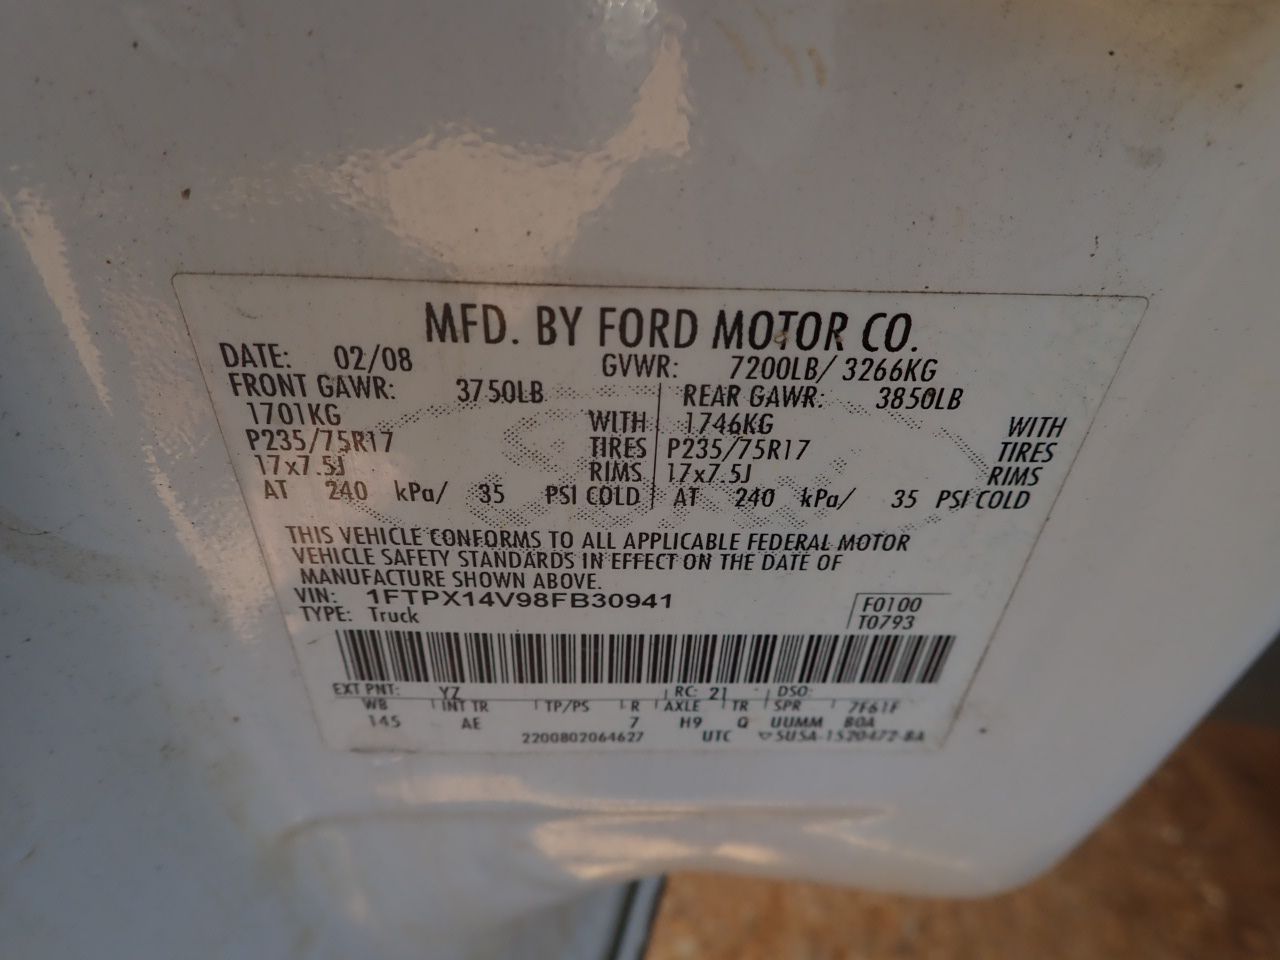 MFD. BY FORD MOTOR CO.
DATE: 02/08 GVWR: 7200LB/ 3266KG
FRONT GAWR: 3750LB REAR GAWR: 3850LB
1701KG WITH 1746KG WITH
P235/75R17 TIRES P235/75R17 TIRES
17x7.5J RIMS 17x7.5J RIMS
AT 240 kPa/ 35 PSI COLD AT 240 kPa/ 35 PSI COLD
THIS VEHICLE CONFORMS TO ALL APPLICABLE FEDERAL MOTOR
VEHICLE SAFETY STANDARDS IN EFFECT ON THE DATE OF
MANUFACTURE SHOWN ABOVE.
VIN: 1FTPX14V98FB30941 F0100
TYPE: Truck T0793
EXT PNT: YZ RC: 21 DSO:
WB INT TR TP/PS R AXLE TR SPR 7F61F
145 AE 7 H9 Q UUMM BOA
2200802064627 UTC 5U5A-1520472-BA